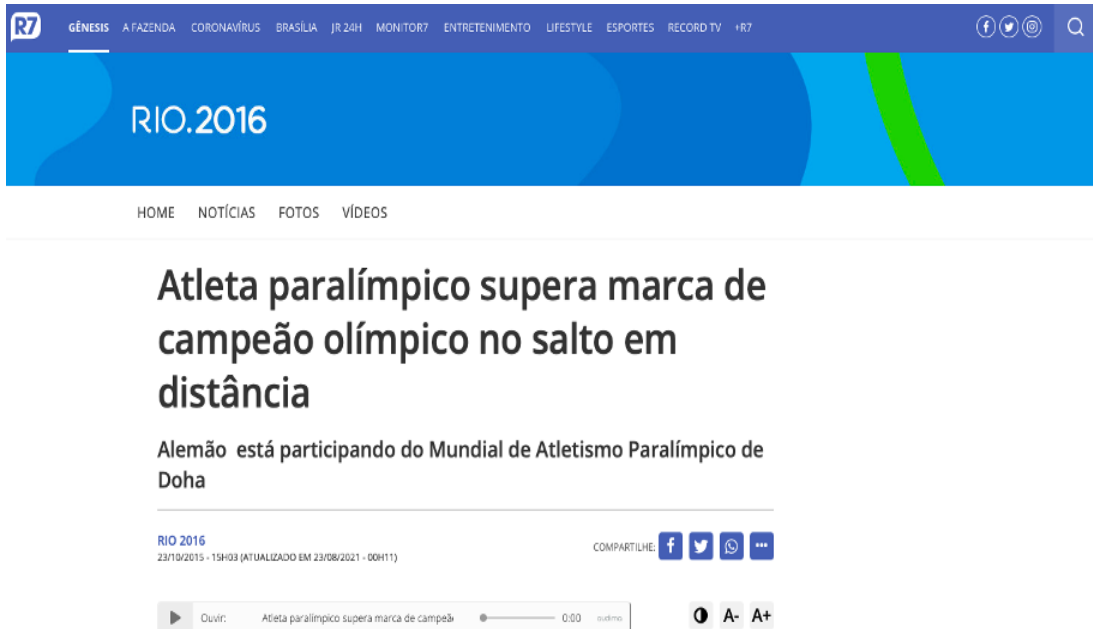 R7 GÊNESIS A FAZENDA CORONAVÍRUS BRASÍLIA JR 24H MONITOR7 ENTRETENIMENTO LIFESTYLE ESPORTES RECORD TV +R7
RIO.2016
HOME NOTÍCIAS FOTOS VÍDEOS
Atleta paralímpico supera marca de
campeão olímpico no salto em
distância
Alemão está participando do Mundial de Atletismo Paralímpico de
Doha
RIO 2016
23/10/2015 - 15H03 (ATUALIZADO EM 23/08/2021 - 00H11)
COMPARTILHE:
Ouvir: Atleta paralímpico supera marca de campeã 0:00 audima A- A+